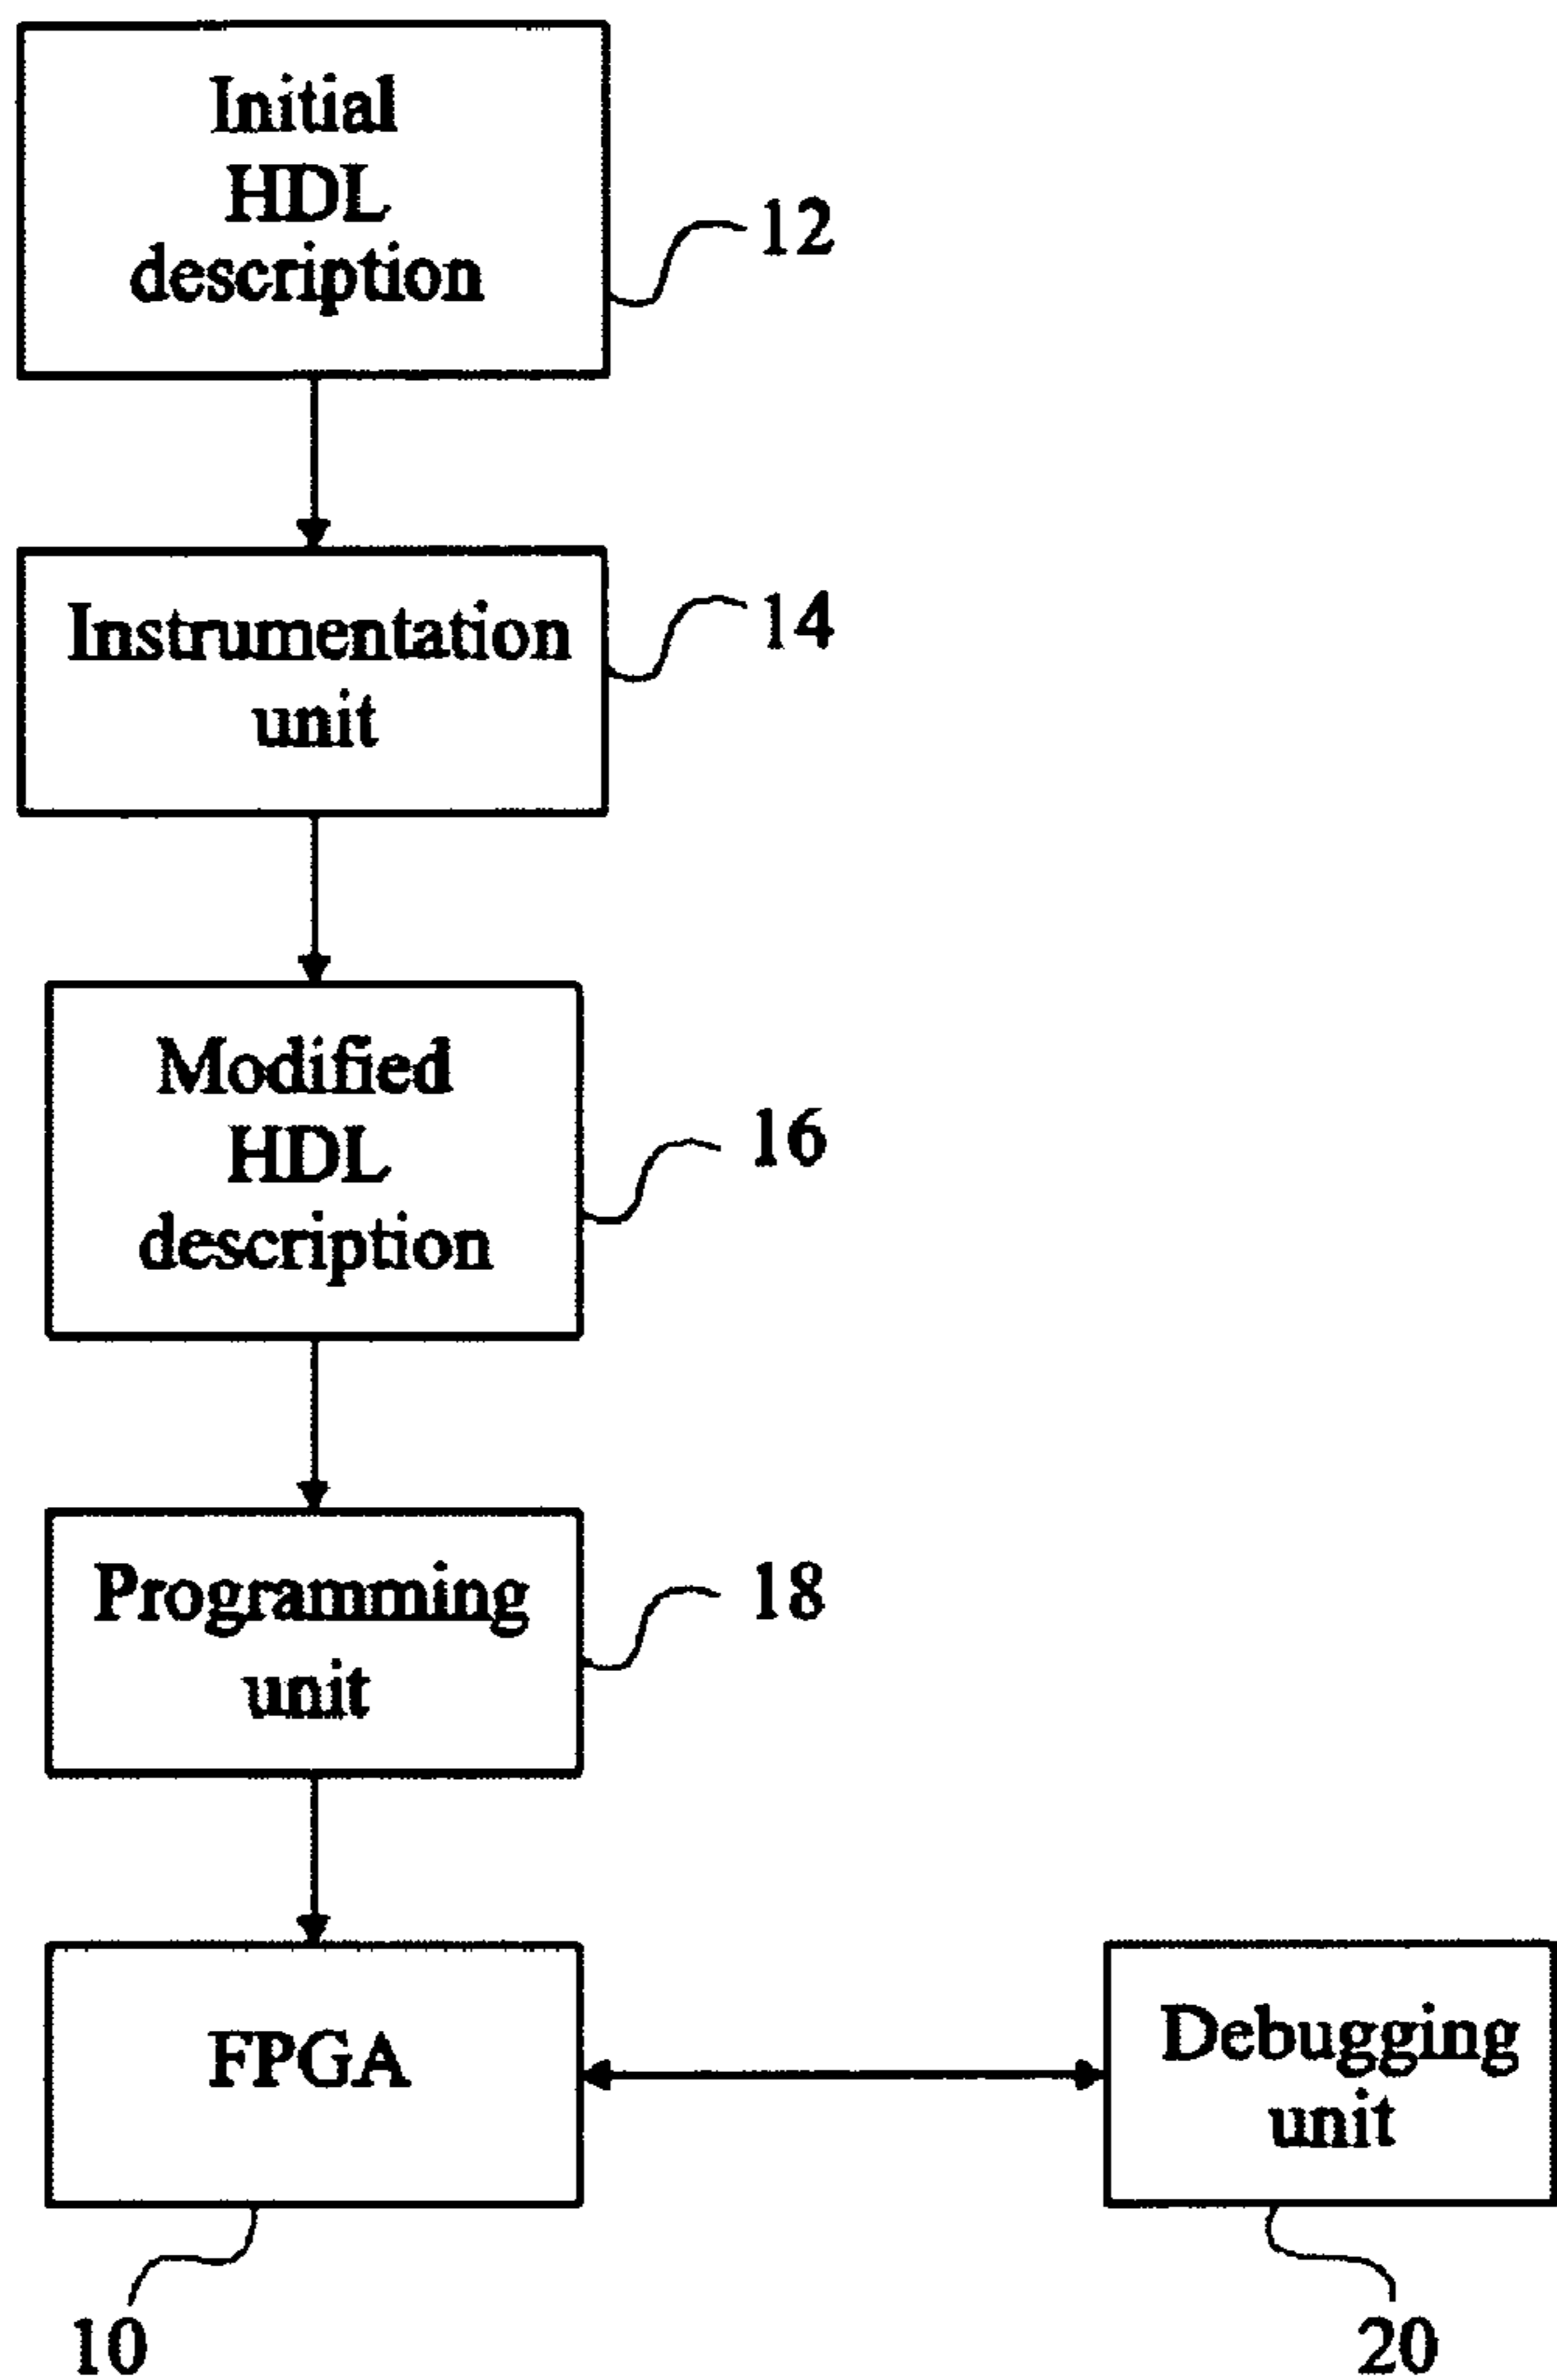 Initial
HDL
description
12
Instrumentation
unit
14
Modified
HDL
description
16
Programming
unit
18
FPGA
Debugging
unit
10
20